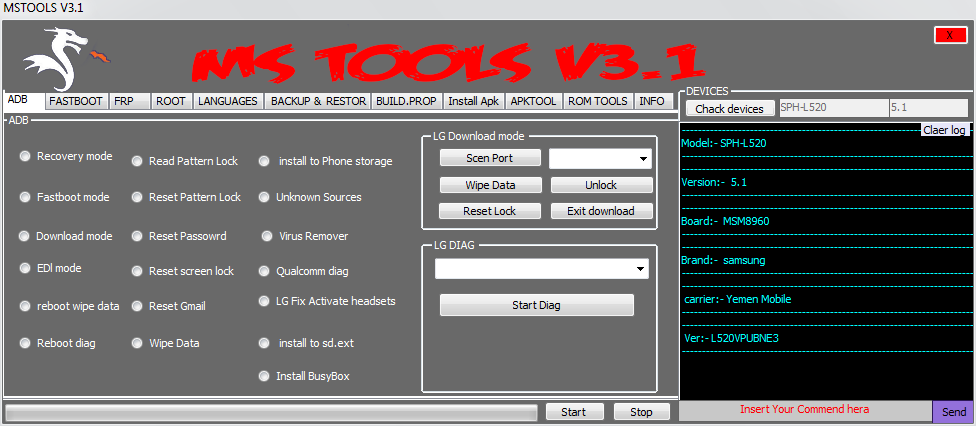 MSTOOLS V3.1
MS TOOLS V3.1
X
ADB FASTBOOT FRP ROOT LANGUAGES BACKUP & RESTOR BUILD.PROP Install Apk APKTOOL ROM TOOLS INFO
ADB
Recovery mode
Fastboot mode
Download mode
EDl mode
reboot wipe data
Reboot diag
Read Pattern Lock
Reset Pattern Lock
Reset Passowrd
Reset screen lock
Reset Gmail
Wipe Data
install to Phone storage
Unknown Sources
Virus Remover
Qualcomm diag
LG Fix Activate headsets
install to sd.ext
Install BusyBox
LG Download mode
Scen Port
Wipe Data Unlock
Reset Lock Exit download
LG DIAG
Start Diag
DEVICES
Chack devices SPH-L520 5.1
Claer log
Model:- SPH-L520
Version:- 5.1
Board:- MSM8960
Brand:- samsung
carrier:- Yemen Mobile
Ver:- L520VPUBNE3
Start Stop
Insert Your Commend hera Send